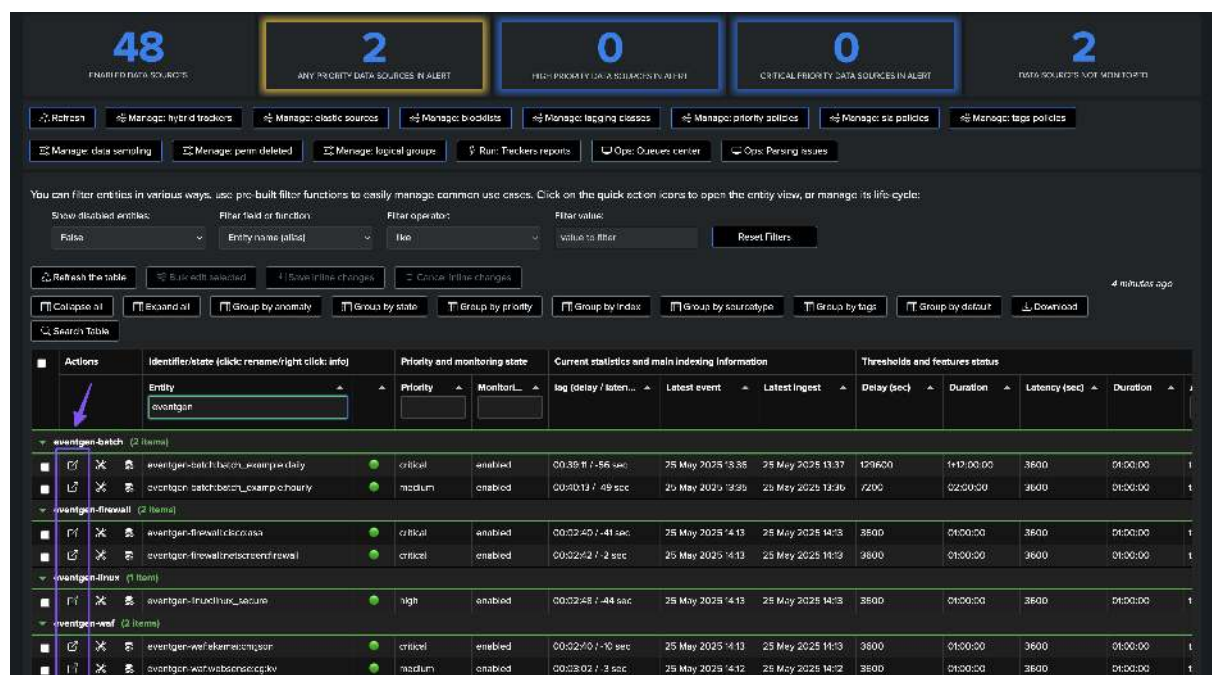 48
2
0
0
2
ENABLED DATA SOURCES
ANY PRIORITY DATA SOURCES IN ALERT
HIGH PRIORITY DATA SOURCES IN ALERT
CRITICAL PRIORITY DATA SOURCES IN ALERT
DATA SOURCES NOT MONITORED
Refresh
Manage: hybrid trackers
Manage: elastic sources
Manage: blocklists
Manage: lagging classes
Manage: priority policies
Manage: sla policies
Manage: tags policies
Manage: data sampling
Manage: perm deleted
Manage: logical groups
Run: Trackers reports
Ops: Queues center
Ops: Parsing issues
You can filter entities in various ways, use pre-built filter functions to easily manage common use cases. Click on the quick action icons to open the entity view, or manage its life-cycle:
Show disabled entities:
Filter field or function
Filter operator:
Filter value:
False
Entity name (alias)
like
value to filter
Reset Filters
Refresh the table
Bulk edit selected
Save inline changes
Cancel inline changes
4 minutes ago
Collapse all
Expand all
Group by anomaly
Group by state
Group by priority
Group by index
Group by sourcetype
Group by tags
Group by default
Download
Search Table
Actions
Identifier/state (click: rename/right click: info)
Priority and monitoring state
Current statistics and main indexing information
Thresholds and features status
Entity
Priority
Monitori...
lag (delay / laten...
Latest event
Latest ingest
Delay (sec)
Duration
Latency (sec)
Duration
eventgen
eventgen-batch (2 items)
eventgen-batch:batch_example:daily critical enabled 00:39:11 / -56 sec 25 May 2025 13:35 25 May 2025 13:37 129600 1+12:00:00 3600 01:00:00
eventgen-batch:batch_example:hourly medium enabled 00:40:13 / -49 sec 25 May 2025 13:35 25 May 2025 13:36 7200 02:00:00 3600 01:00:00
eventgen-firewall (2 items)
eventgen-firewall:cisco:asa critical enabled 00:02:40 / -41 sec 25 May 2025 14:13 25 May 2025 14:13 3600 01:00:00 3600 01:00:00
eventgen-firewall:netscreen:firewall critical enabled 00:02:42 / -2 sec 25 May 2025 14:13 25 May 2025 14:13 3600 01:00:00 3600 01:00:00
eventgen-linux (1 item)
eventgen-linux:linux_secure high enabled 00:02:48 / -44 sec 25 May 2025 14:13 25 May 2025 14:13 3600 01:00:00 3600 01:00:00
eventgen-waf (2 items)
eventgen-waf:akamai:cm:json critical enabled 00:02:40 / -10 sec 25 May 2025 14:13 25 May 2025 14:13 3600 01:00:00 3600 01:00:00
eventgen-waf:websense:cg:kv medium enabled 00:03:02 / -3 sec 25 May 2025 14:12 25 May 2025 14:12 3600 01:00:00 3600 01:00:00